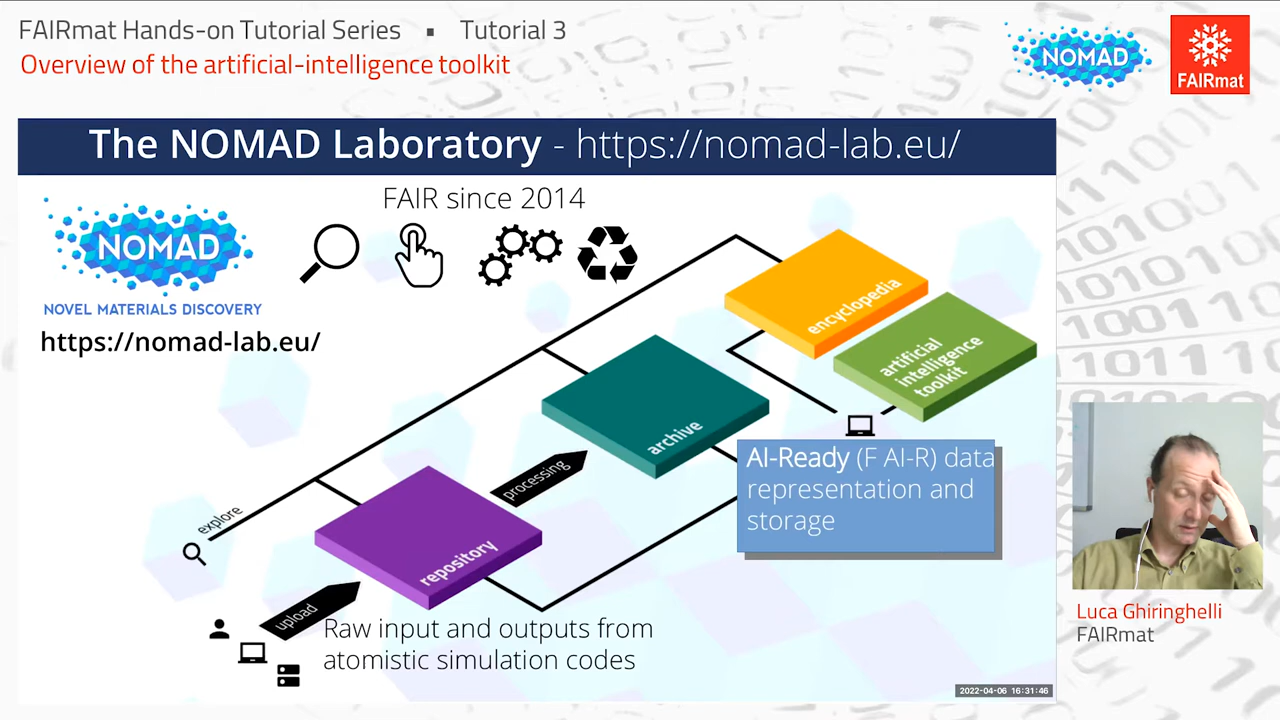 FAIRmat Hands-on Tutorial Series ▪ Tutorial 3
Overview of the artificial-intelligence toolkit
NOMAD
FAIRmat
The NOMAD Laboratory - https://nomad-lab.eu/
FAIR since 2014
NOMAD
NOVEL MATERIALS DISCOVERY
https://nomad-lab.eu/
encyclopedia
artificial
intelligence
toolkit
archive
processing
AI-Ready (F AI-R) data
representation and
storage
explore
repository
upload
Raw input and outputs from
atomistic simulation codes
Luca Ghiringhelli
FAIRmat
2022-04-06 16:31:46